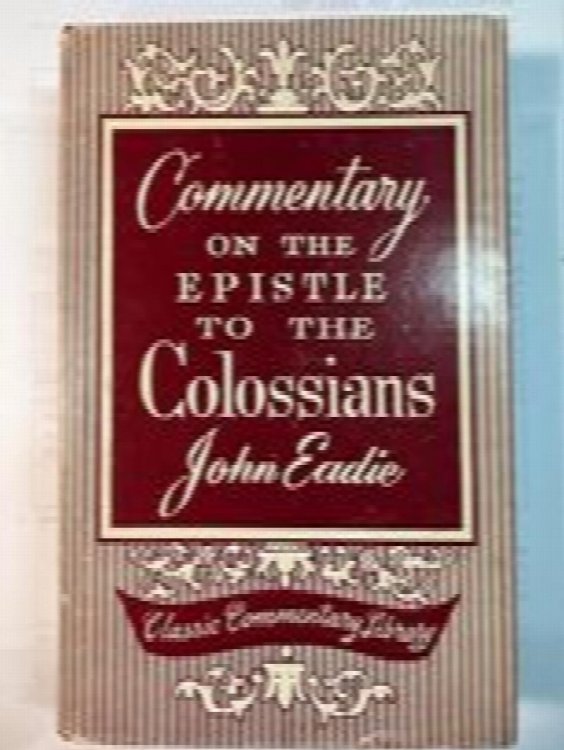 Commentary
ON THE
EPISTLE
TO THE
Colossians
John Eadie
Classic Commentary Library